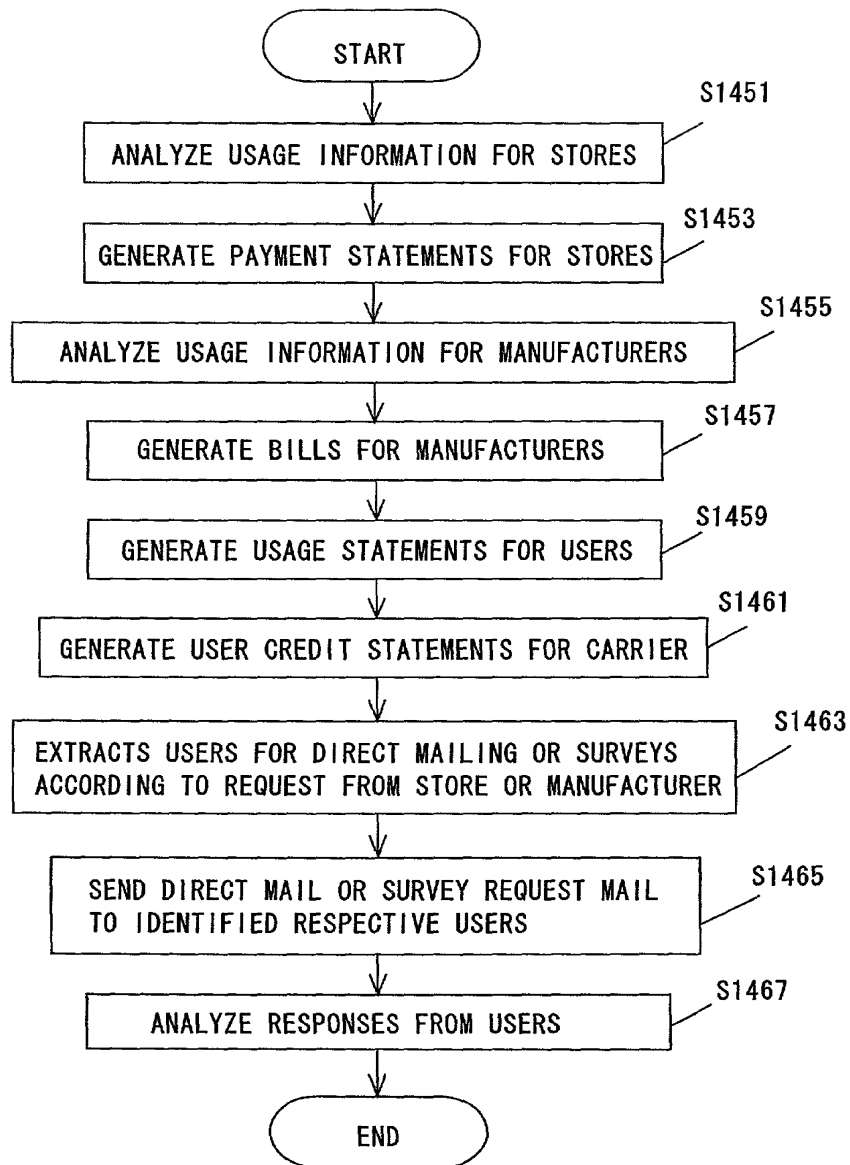 START
S1451
ANALYZE USAGE INFORMATION FOR STORES
S1453
GENERATE PAYMENT STATEMENTS FOR STORES
S1455
ANALYZE USAGE INFORMATION FOR MANUFACTURERS
S1457
GENERATE BILLS FOR MANUFACTURERS
S1459
GENERATE USAGE STATEMENTS FOR USERS
S1461
GENERATE USER CREDIT STATEMENTS FOR CARRIER
S1463
EXTRACTS USERS FOR DIRECT MAILING OR SURVEYS
ACCORDING TO REQUEST FROM STORE OR MANUFACTURER
S1465
SEND DIRECT MAIL OR SURVEY REQUEST MAIL
TO IDENTIFIED RESPECTIVE USERS
S1467
ANALYZE RESPONSES FROM USERS
END